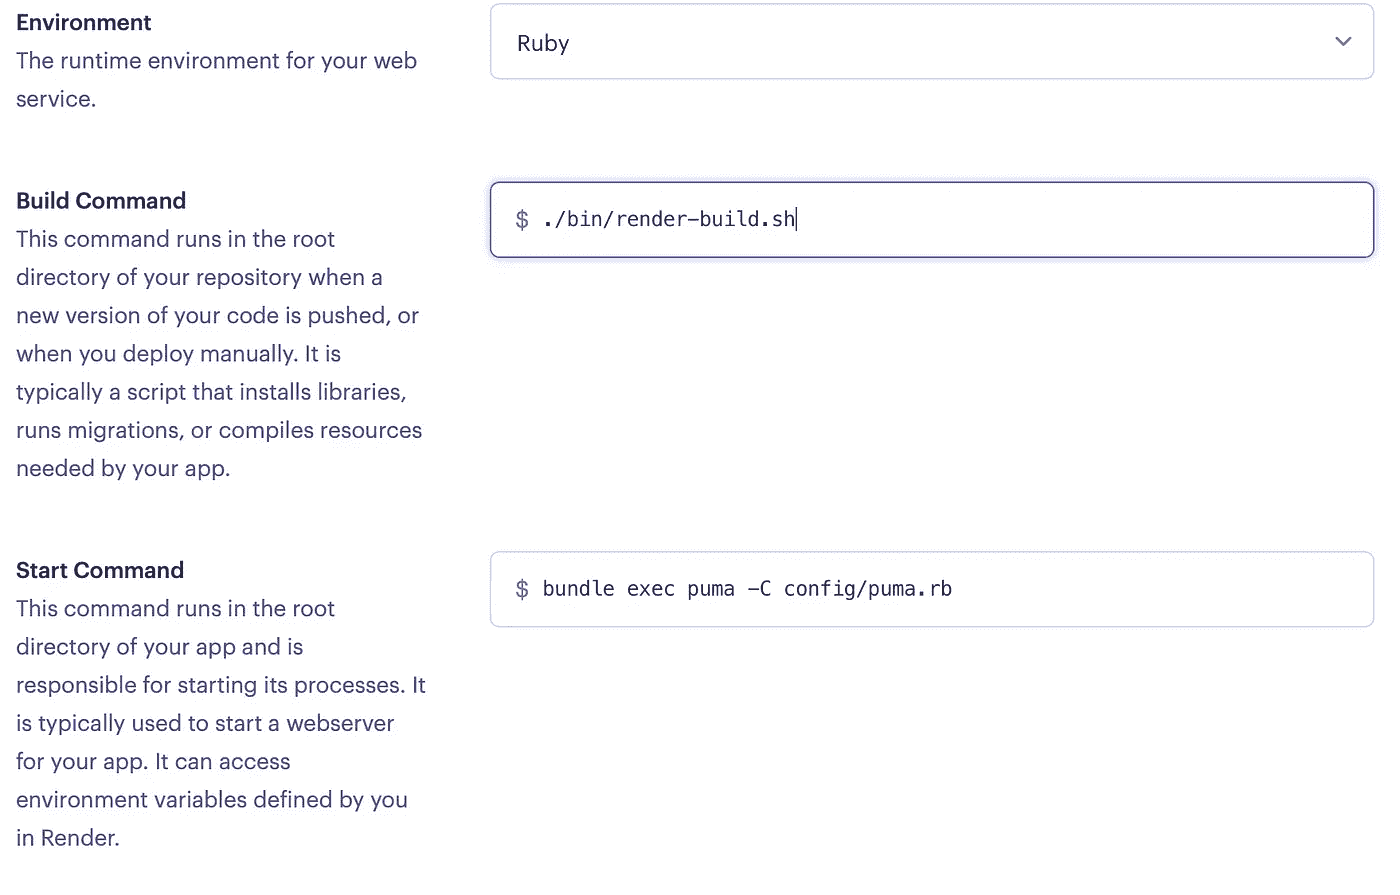 Environment
The runtime environment for your web
service.
Ruby
Build Command
This command runs in the root
directory of your repository when a
new version of your code is pushed, or
when you deploy manually. It is
typically a script that installs libraries,
runs migrations, or compiles resources
needed by your app.
$ ./bin/render-build.sh
Start Command
This command runs in the root
directory of your app and is
responsible for starting its processes. It
is typically used to start a webserver
for your app. It can access
environment variables defined by you
in Render.
$ bundle exec puma -C config/puma.rb